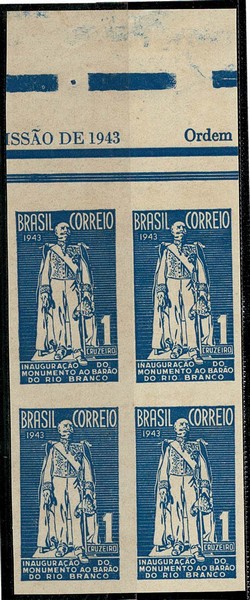 ISSÃO DE 1943 Ordem
BRASIL CORREIO
1943
1
CRUZEIRO
INAUGURAÇÃO DO
MONUMENTO AO BARÃO
DO RIO BRANCO
BRASIL CORREIO
1943
1
CRUZEIRO
INAUGURAÇÃO DO
MONUMENTO AO BARÃO
DO RIO BRANCO
BRASIL CORREIO
1943
1
CRUZEIRO
INAUGURAÇÃO DO
MONUMENTO AO BARÃO
DO RIO BRANCO
BRASIL CORREIO
1943
1
CRUZEIRO
INAUGURAÇÃO DO
MONUMENTO AO BARÃO
DO RIO BRANCO